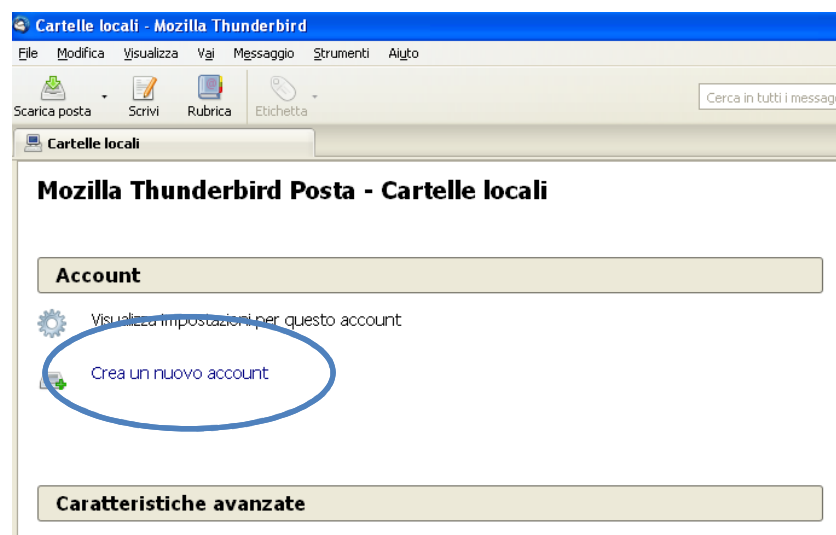 Cartelle locali - Mozilla Thunderbird
File Modifica Visualizza Vai Messaggio Strumenti Aiuto
Scarica posta Scrivi Rubrica Etichetta Cerca in tutti i messag
Cartelle locali
Mozilla Thunderbird Posta - Cartelle locali
Account
Visualizza impostazioni per questo account
Crea un nuovo account
Caratteristiche avanzate